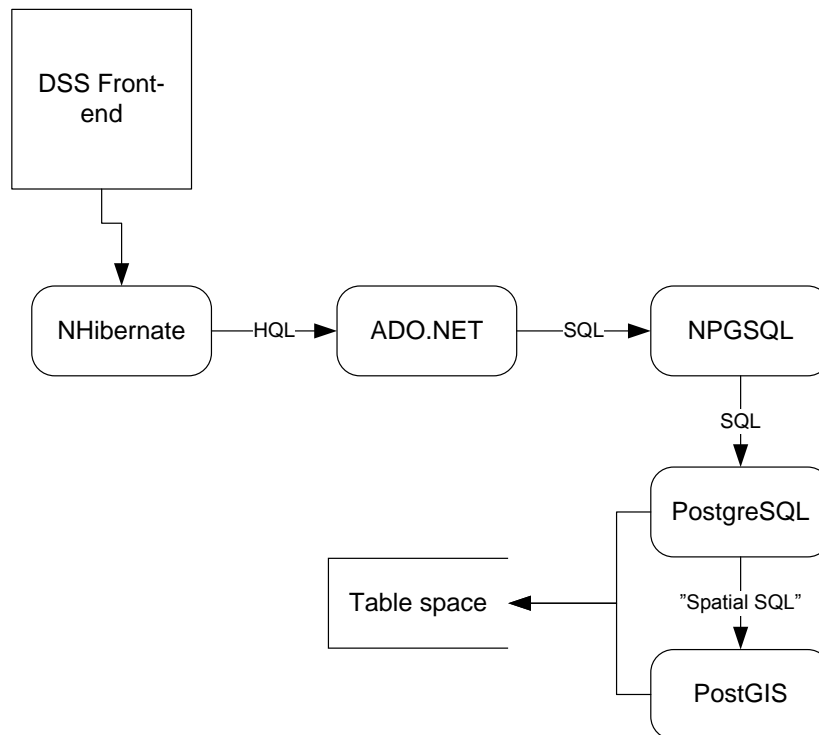 DSS Front-
end
NHibernate
HQL
ADO.NET
SQL
NPGSQL
SQL
PostgreSQL
Table space
”Spatial SQL”
PostGIS